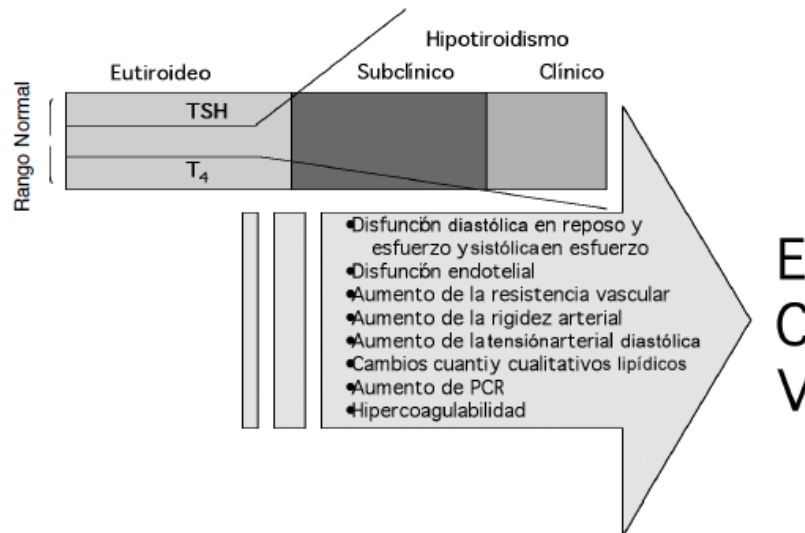 Hipotiroidismo
Eutiroideo Subclínico Clínico
Rango Normal
TSH
T4
•Disfunción diastólica en reposo y
esfuerzo y sistólica en esfuerzo
•Disfunción endotelial
•Aumento de la resistencia vascular
•Aumento de la rigidez arterial
•Aumento de la tensión arterial diastólica
•Cambios cuanti y cualitativos lipídicos
•Aumento de PCR
•Hipercoagulabilidad
E
C
V